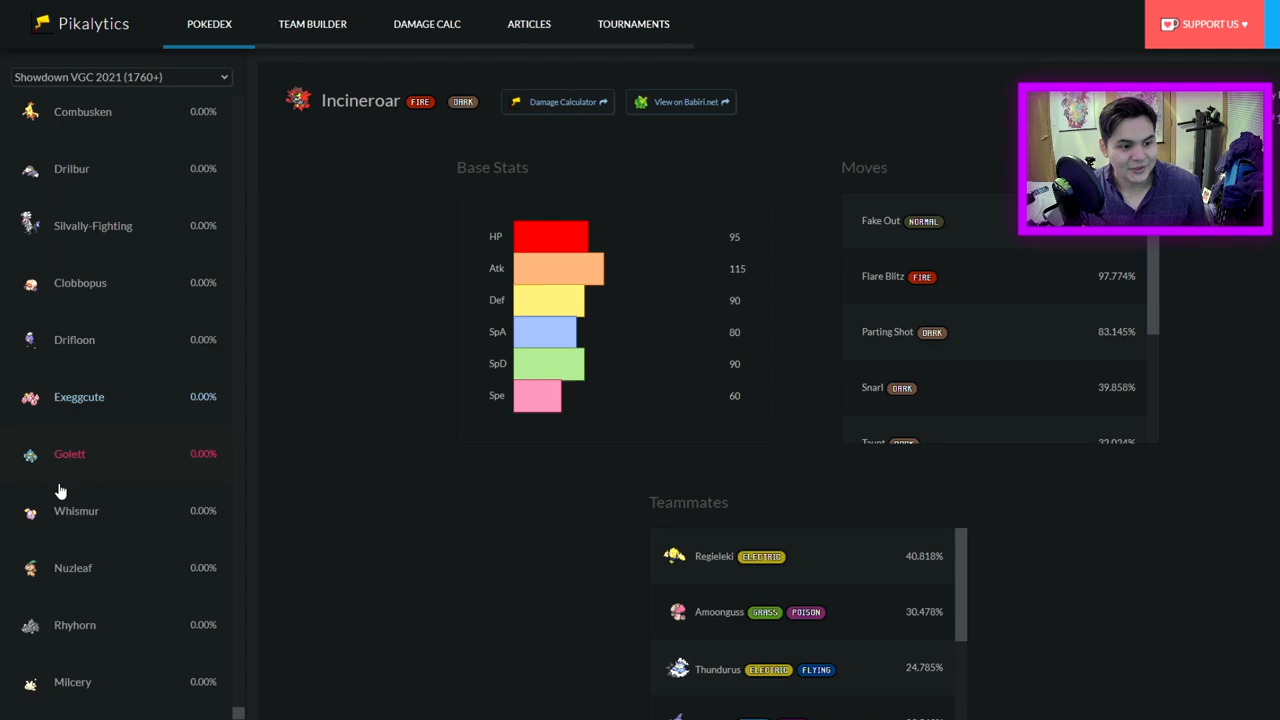 Pikalytics
POKEDEX
TEAM BUILDER
DAMAGE CALC
ARTICLES
TOURNAMENTS
SUPPORT US ♥
Showdown VGC 2021 (1760+)
Combusken 0.00%
Drilbur 0.00%
Silvally-Fighting 0.00%
Clobbopus 0.00%
Drifloon 0.00%
Exeggcute 0.00%
Golett 0.00%
Whismur 0.00%
Nuzleaf 0.00%
Rhyhorn 0.00%
Milcery 0.00%
Incineroar FIRE DARK
Damage Calculator
View on Babiri.net
Base Stats
HP 95
Atk 115
Def 90
SpA 80
SpD 90
Spe 60
Moves
Fake Out NORMAL
Flare Blitz FIRE 97.774%
Parting Shot DARK 83.145%
Snarl DARK 39.858%
Taunt DARK 32.024%
Teammates
Regieleki ELECTRIC 40.818%
Amoonguss GRASS POISON 30.478%
Thundurus ELECTRIC FLYING 24.785%